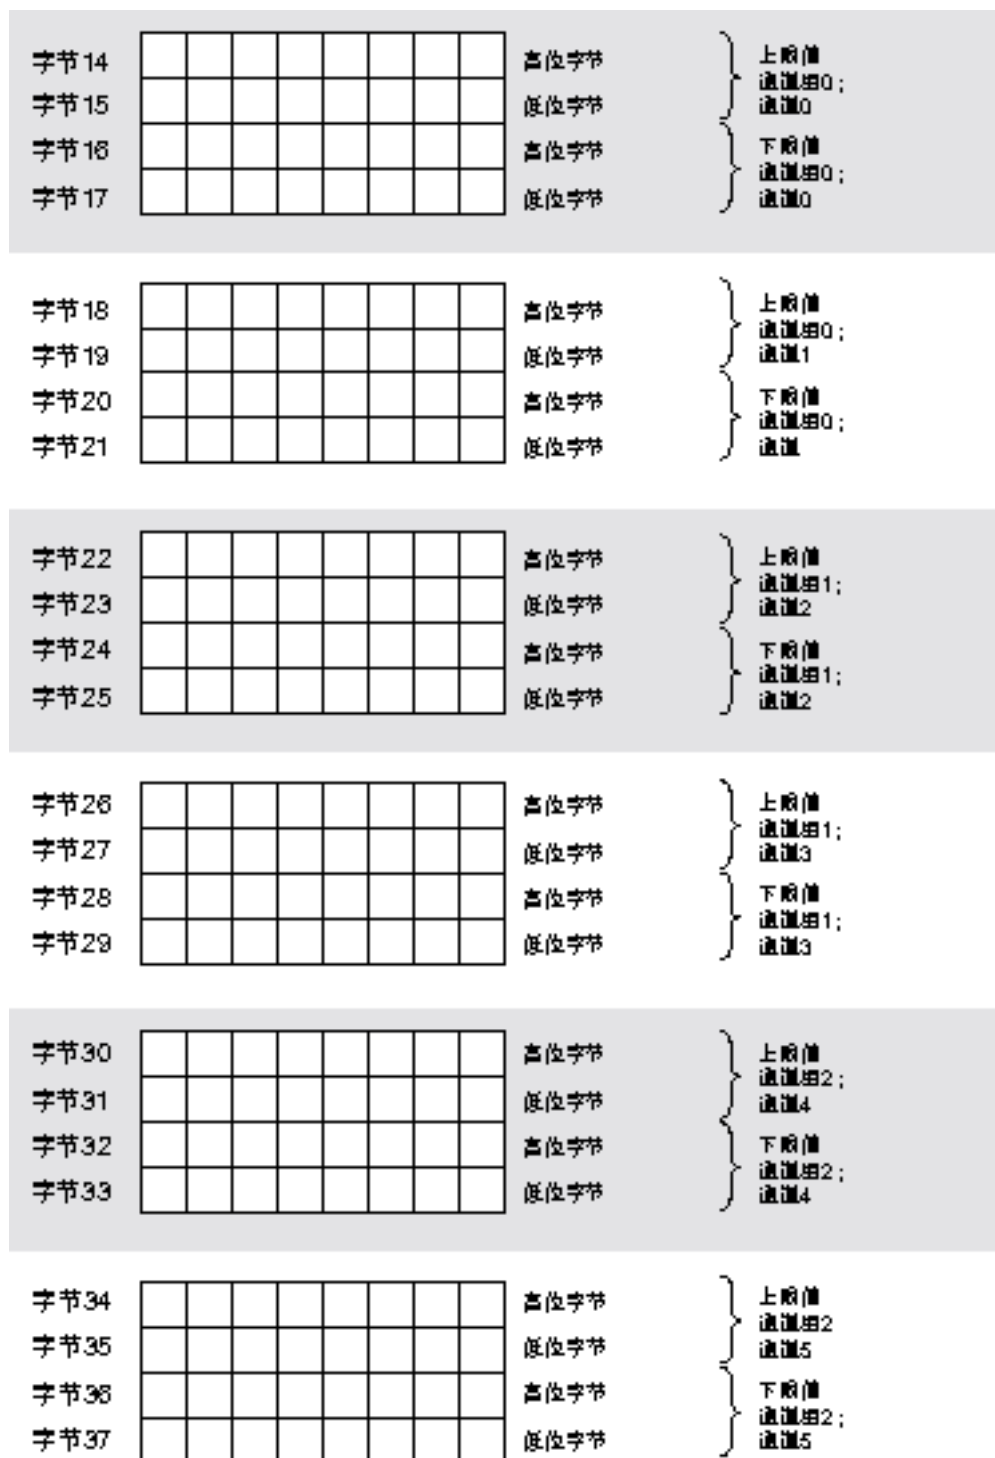 字节14 高位字节 上限值
通道组0;
字节15 低位字节 通道0
字节16 高位字节 下限值
通道组0;
字节17 低位字节 通道0
字节18 高位字节 上限值
通道组0;
字节19 低位字节 通道1
字节20 高位字节 下限值
通道组0;
字节21 低位字节 通道
字节22 高位字节 上限值
通道组1;
字节23 低位字节 通道2
字节24 高位字节 下限值
通道组1;
字节25 低位字节 通道2
字节26 高位字节 上限值
通道组1;
字节27 低位字节 通道3
字节28 高位字节 下限值
通道组1;
字节29 低位字节 通道3
字节30 高位字节 上限值
通道组2;
字节31 低位字节 通道4
字节32 高位字节 下限值
通道组2;
字节33 低位字节 通道4
字节34 高位字节 上限值
通道组2
字节35 低位字节 通道5
字节36 高位字节 下限值
通道组2;
字节37 低位字节 通道5